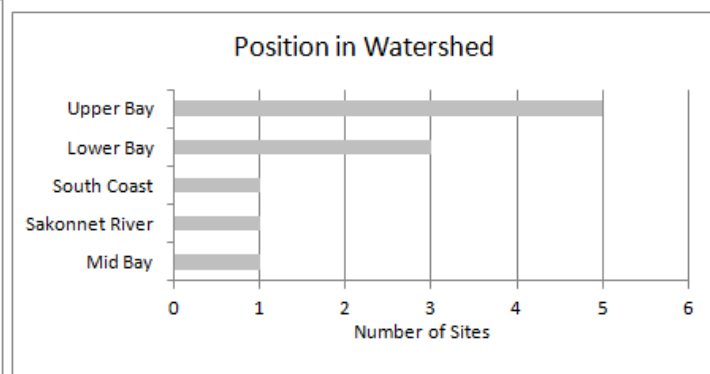 Position in Watershed
Upper Bay
Lower Bay
South Coast
Sakonnet River
Mid Bay
0 1 2 3 4 5 6
Number of Sites